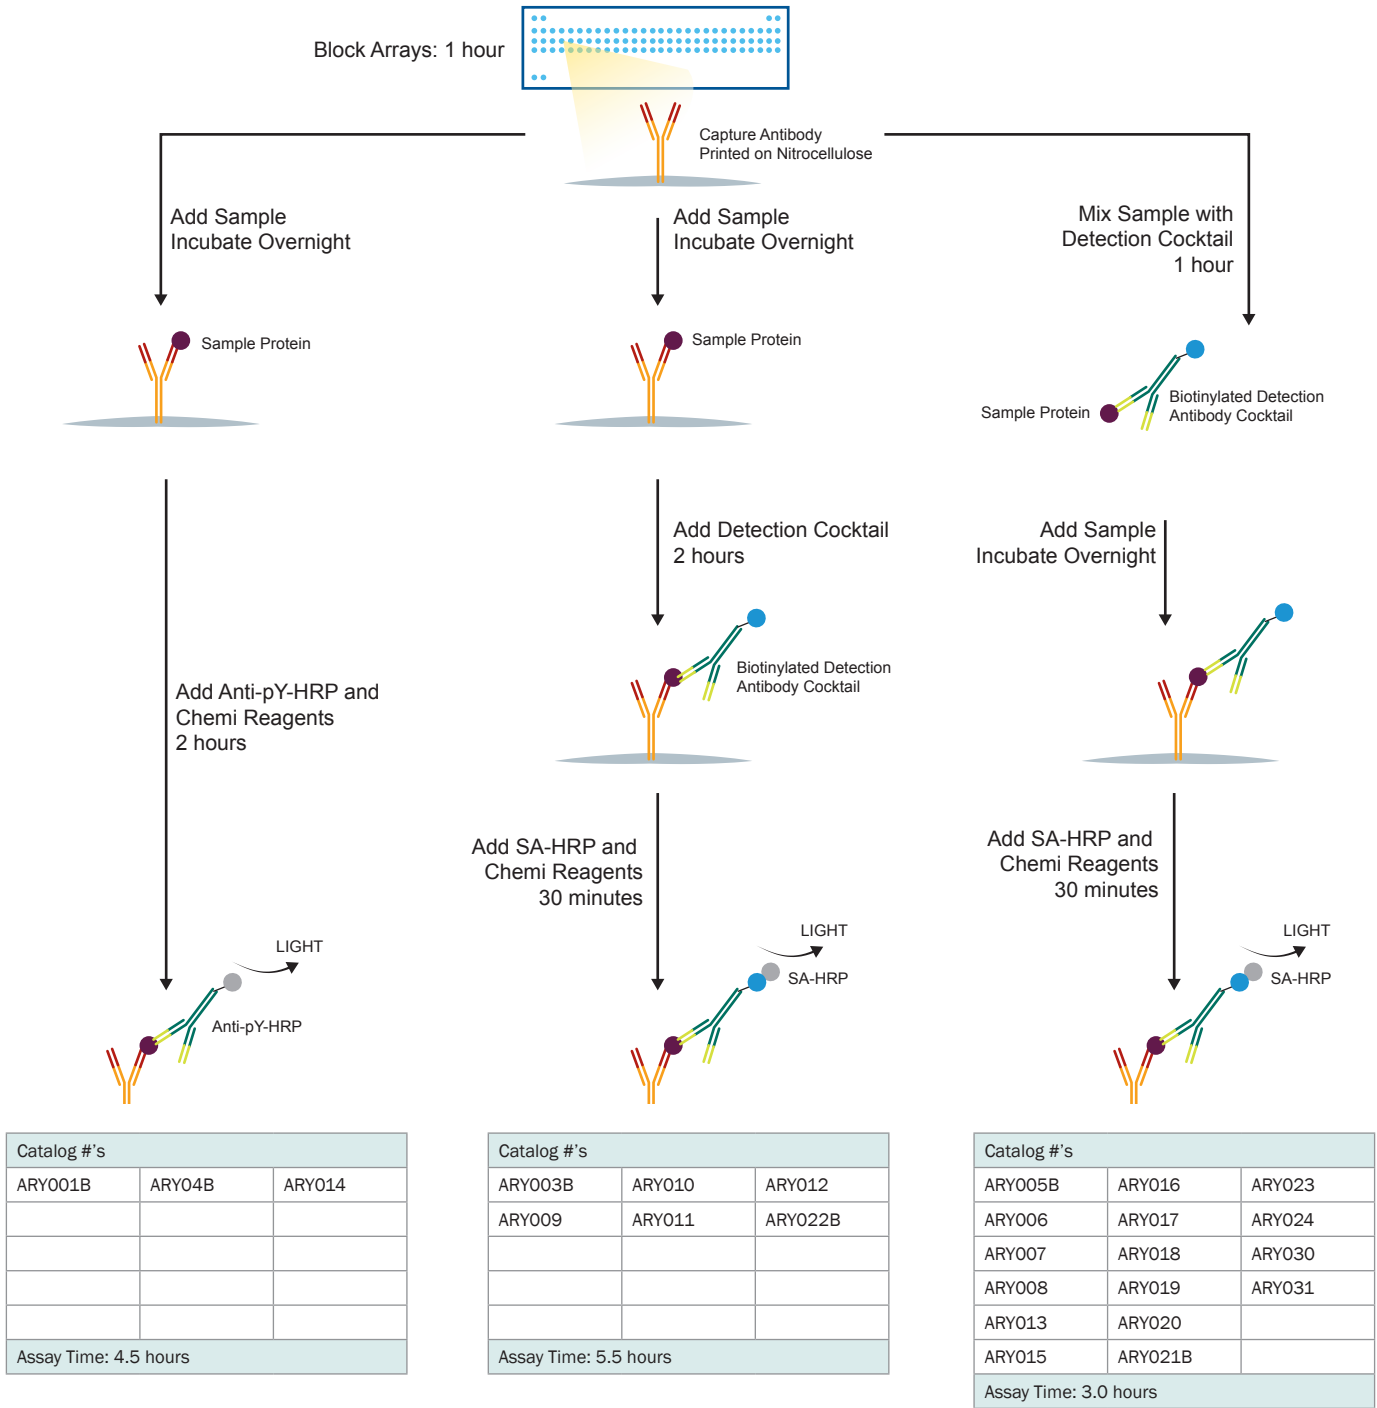 Block Arrays: 1 hour
Capture Antibody
Printed on Nitrocellulose
Add Sample
Incubate Overnight
Add Sample
Incubate Overnight
Mix Sample with
Detection Cocktail
1 hour
Sample Protein
Sample Protein
Sample Protein
Biotinylated Detection
Antibody Cocktail
Add Detection Cocktail
2 hours
Add Sample
Incubate Overnight
Biotinylated Detection
Antibody Cocktail
Add Anti-pY-HRP and
Chemi Reagents
2 hours
Add SA-HRP and
Chemi Reagents
30 minutes
Add SA-HRP and
Chemi Reagents
30 minutes
LIGHT
Anti-pY-HRP
LIGHT
SA-HRP
LIGHT
SA-HRP
Catalog #’s
ARY001B ARY04B ARY014
Assay Time: 4.5 hours
Catalog #’s
ARY003B ARY010 ARY012
ARY009 ARY011 ARY022B
Assay Time: 5.5 hours
Catalog #’s
ARY005B ARY016 ARY023
ARY006 ARY017 ARY024
ARY007 ARY018 ARY030
ARY008 ARY019 ARY031
ARY013 ARY020
ARY015 ARY021B
Assay Time: 3.0 hours